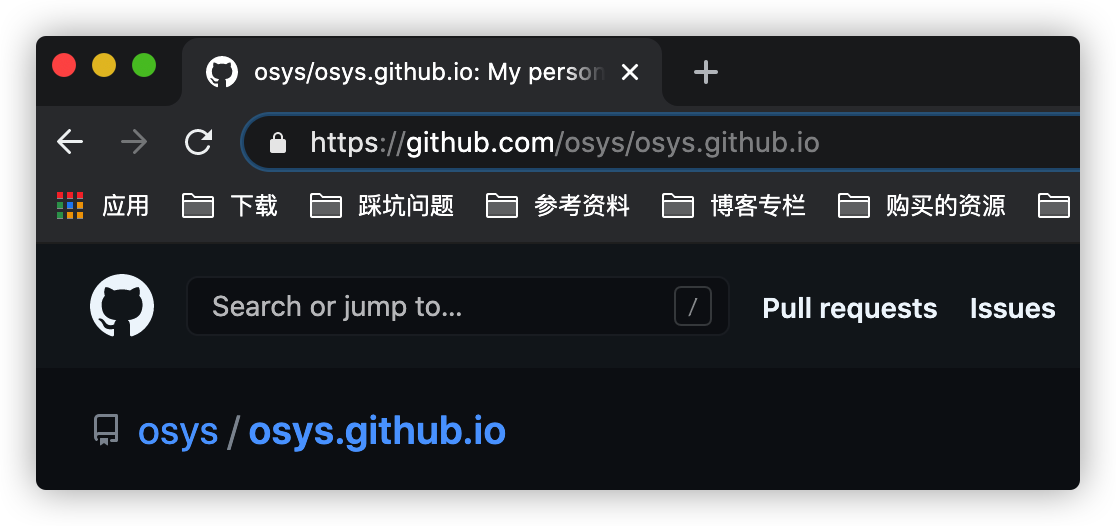 osys/osys.github.io: My person
https://github.com/osys/osys.github.io
应用 下载 踩坑问题 参考资料 博客专栏 购买的资源
Search or jump to... / Pull requests Issues
osys / osys.github.io